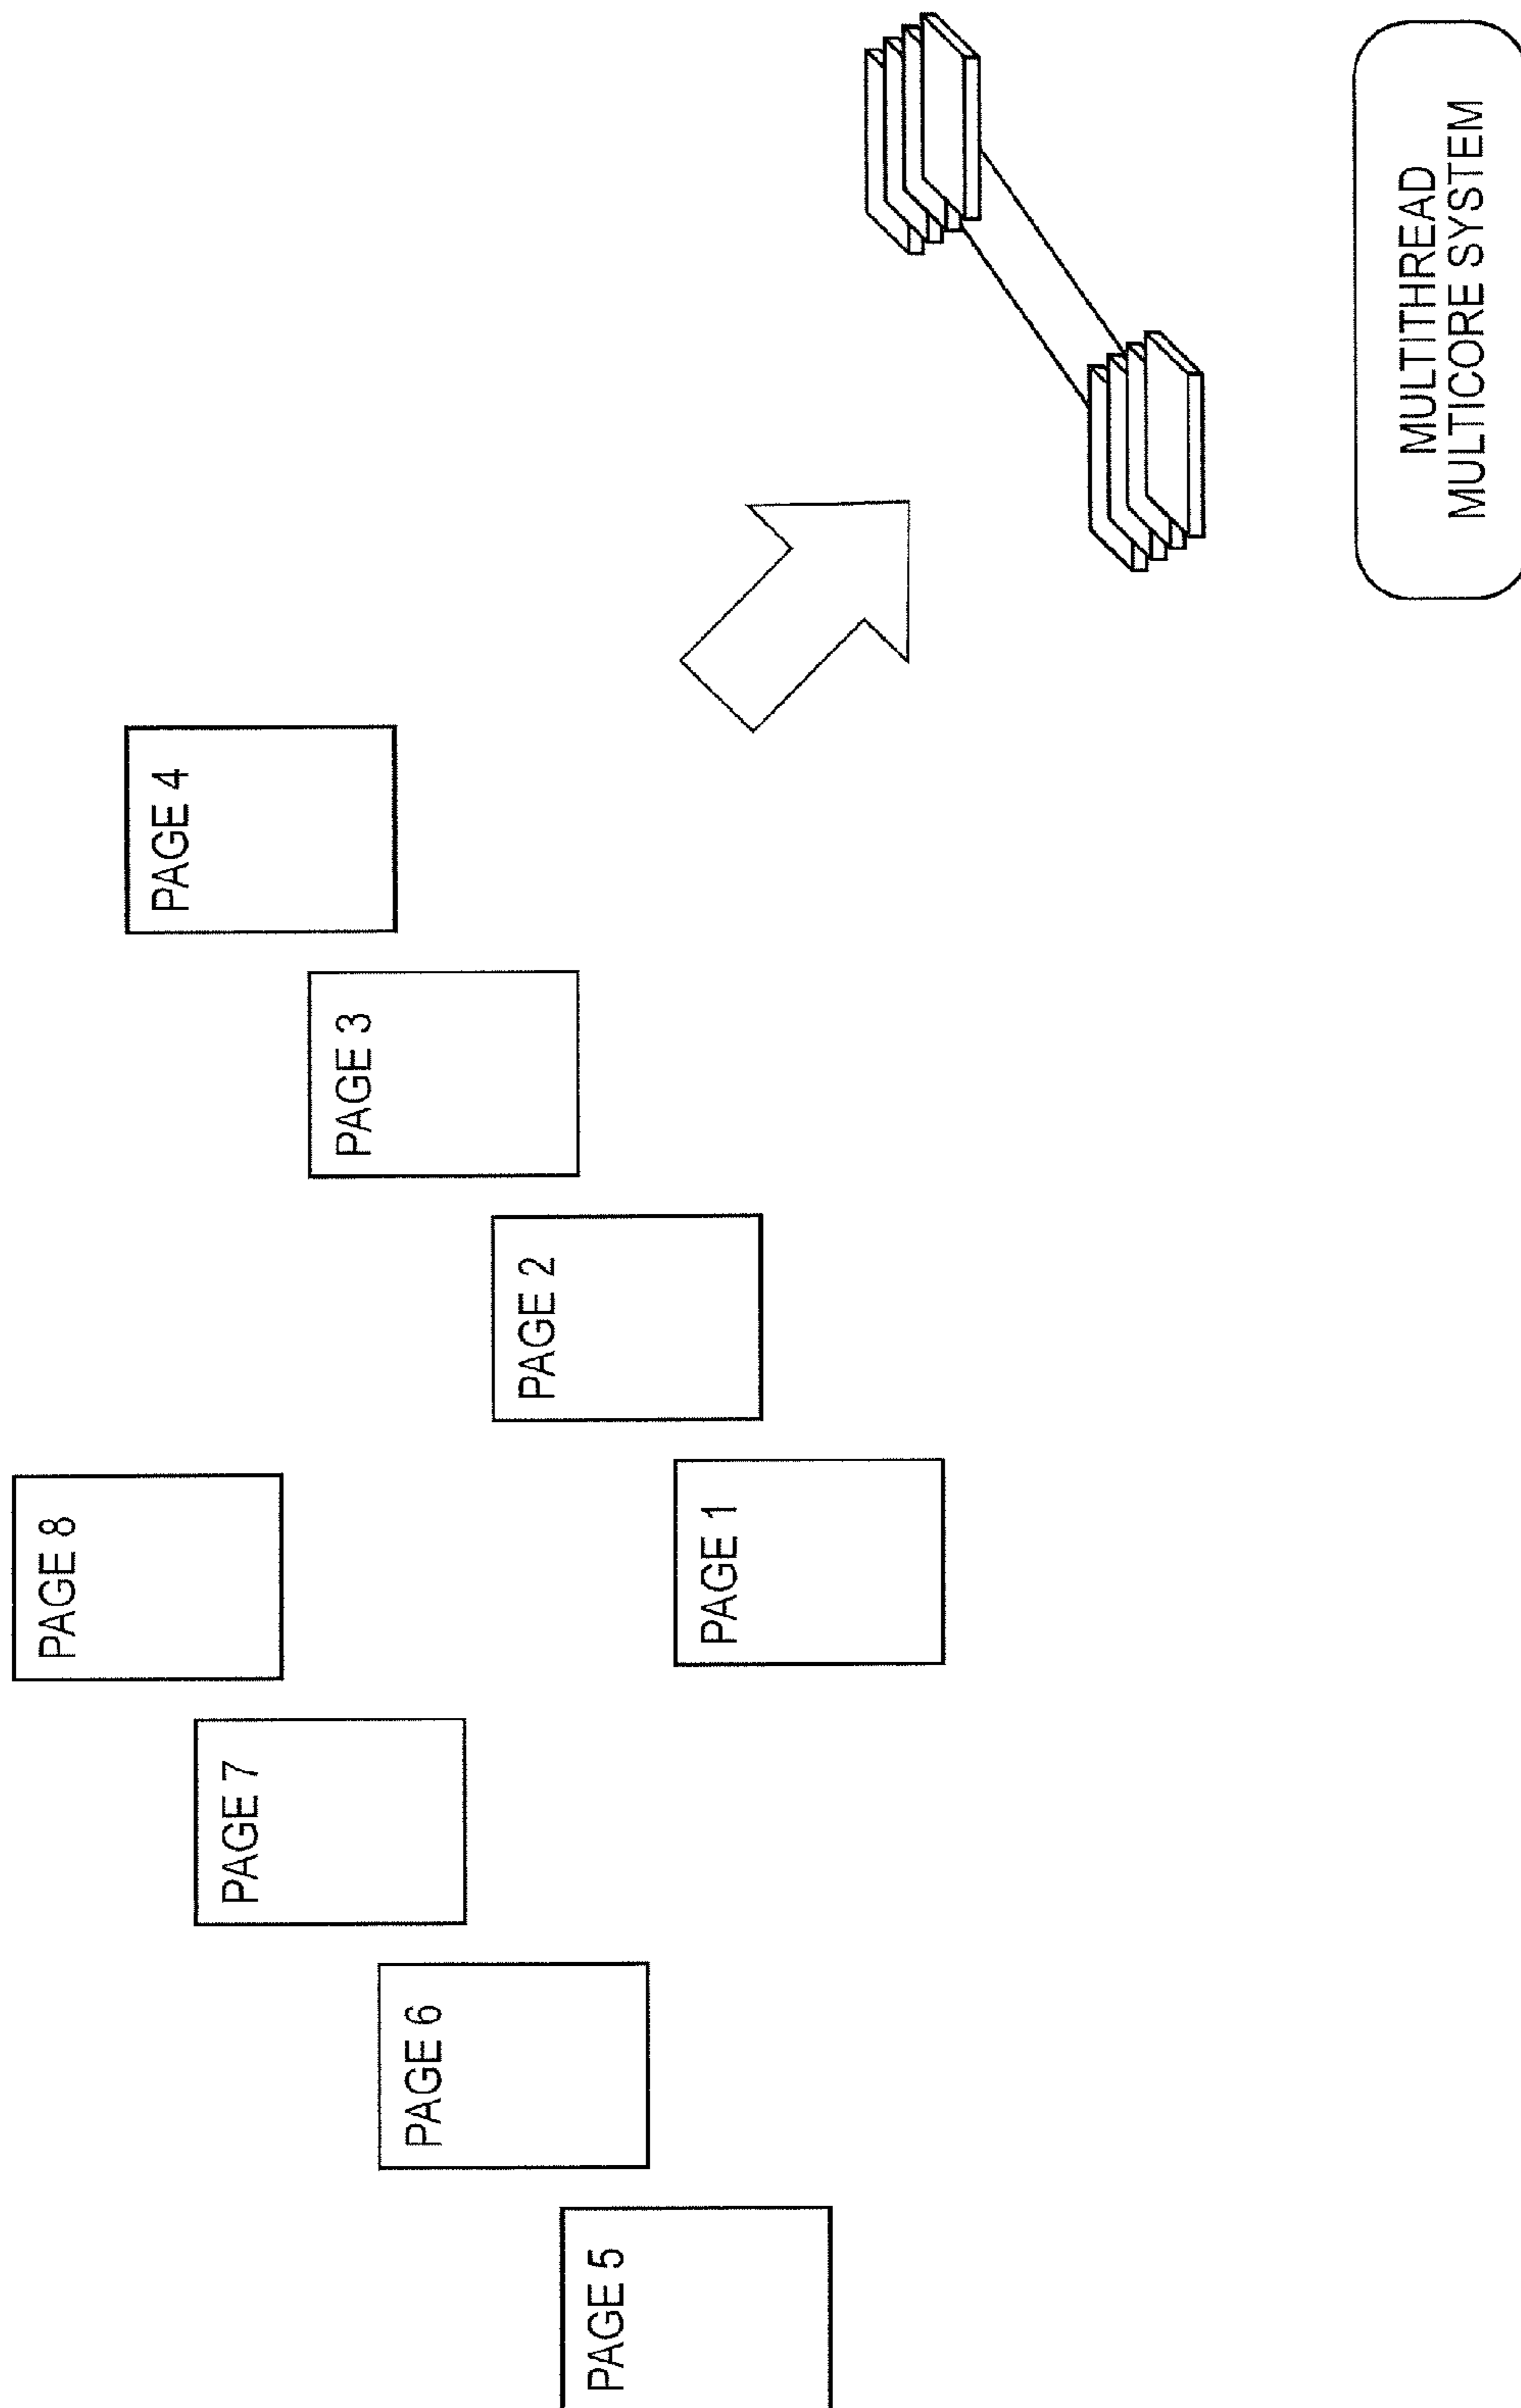 PAGE 8
PAGE 4
PAGE 7
PAGE 3
PAGE 6
PAGE 2
PAGE 5
PAGE 1
MULTITHREAD
MULTICORE SYSTEM